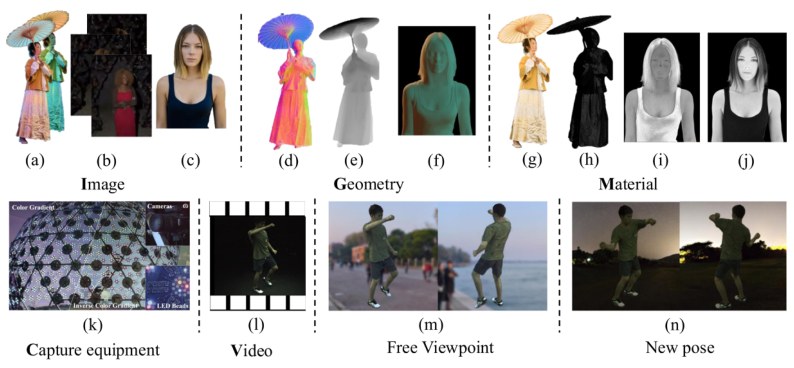 (a) (b) (c) (d) (e) (f) (g) (h) (i) (j)
Image Geometry Material
Color Gradient Cameras
Inverse Color Gradient LED Beads
(k) (l) (m) (n)
Capture equipment Video Free Viewpoint New pose